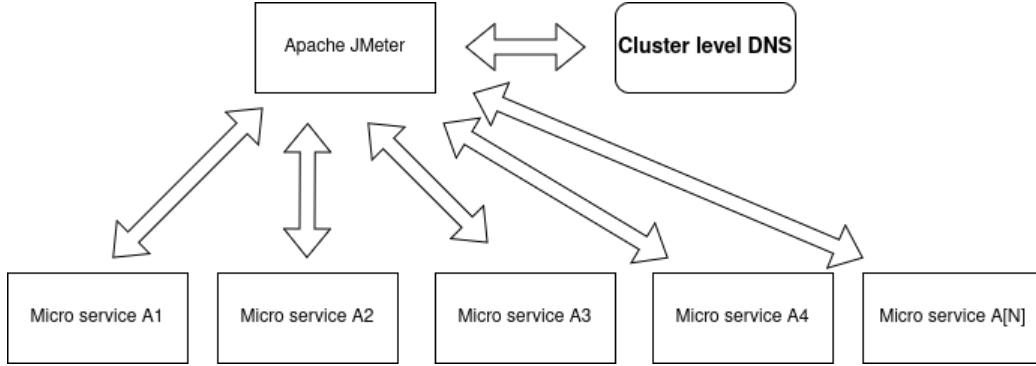 Apache JMeter
Cluster level DNS
Micro service A1
Micro service A2
Micro service A3
Micro service A4
Micro service A[N]